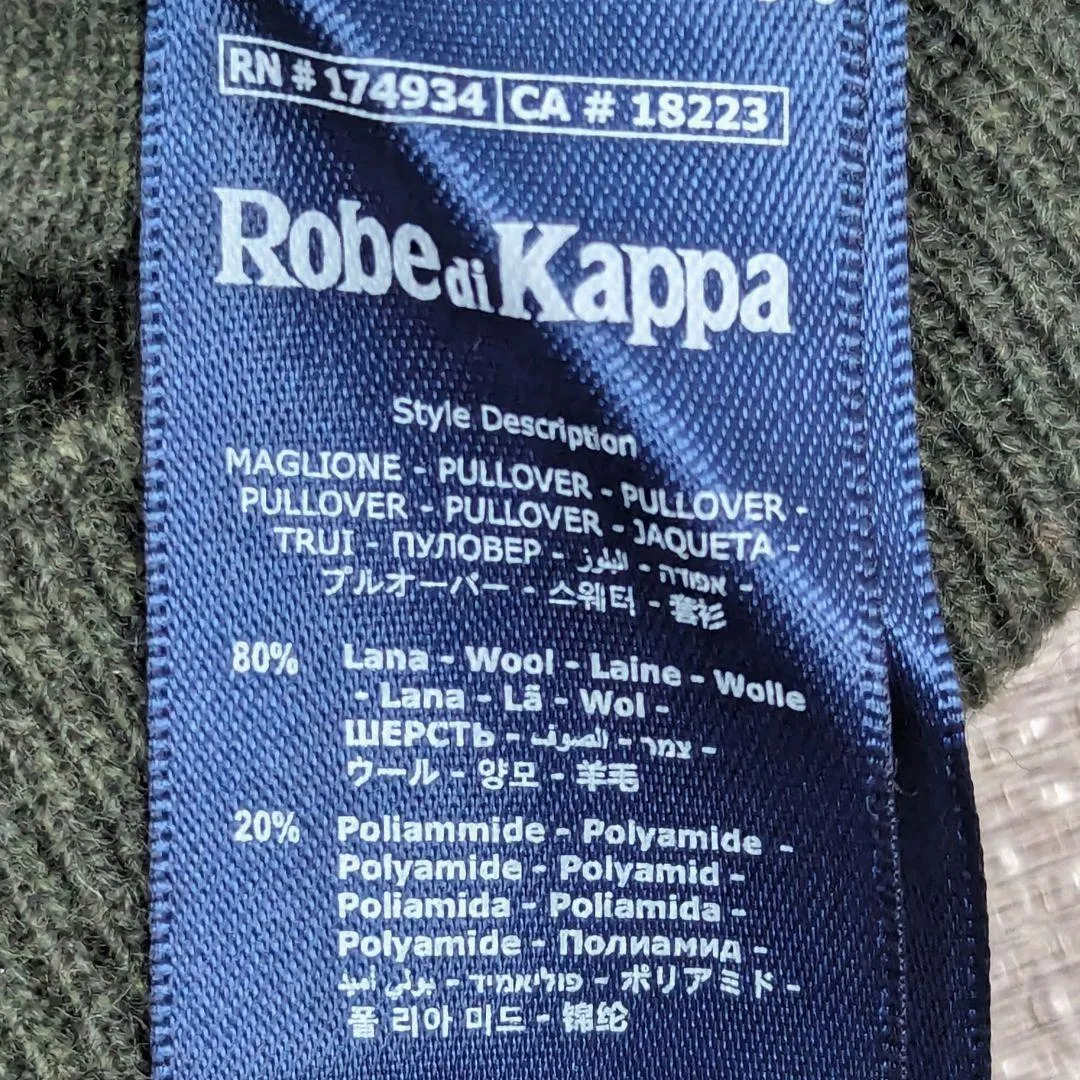 RN # 174934 CA # 18223
Robe di Kappa
Style Description
MAGLIONE - PULLOVER - PULLOVER -
PULLOVER - PULLOVER - JAQUETA -
TRUI - ПУЛОВЕР - البلوز - אפודה -
プルオーバー - 스웨터 - 套衫
80% Lana - Wool - Laine - Wolle
- Lana - Lã - Wol -
ШЕРСТЬ - الصوف - צמר -
ウール - 양모 - 羊毛
20% Poliammide - Polyamide -
Polyamide - Polyamid -
Poliamida - Poliamida -
Polyamide - Полиамид -
بولي أميد - פוליאמיד - ポリアミド -
폴 리아 미드 - 锦纶